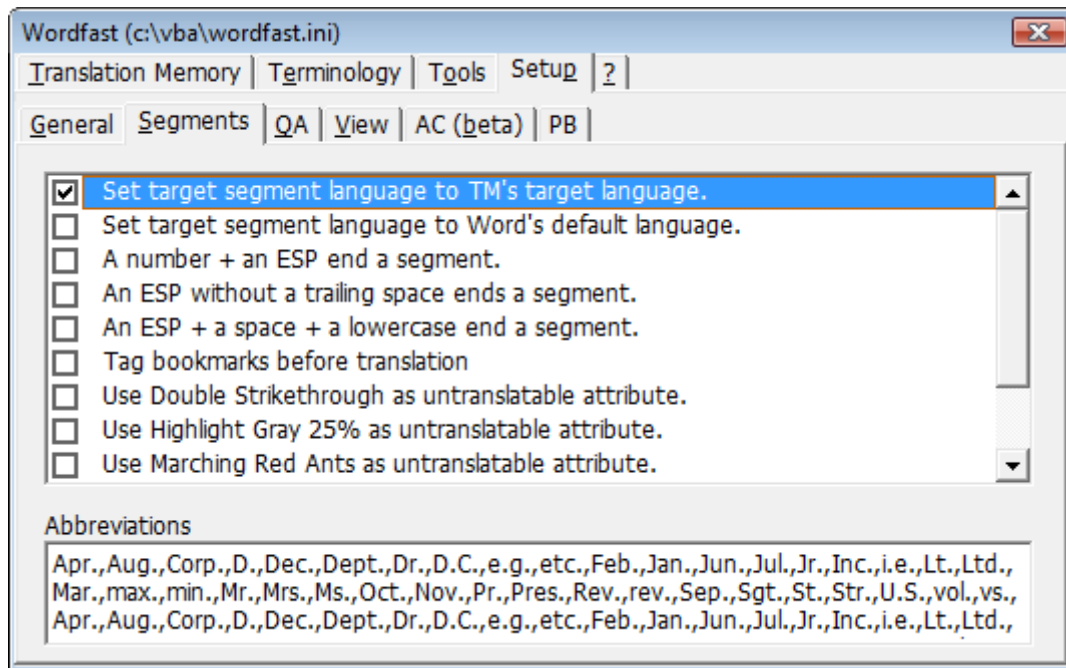 Wordfast (c:\vba\wordfast.ini)
Translation Memory Terminology Tools Setup ?
General Segments QA View AC (beta) PB
Set target segment language to TM's target language.
Set target segment language to Word's default language.
A number + an ESP end a segment.
An ESP without a trailing space ends a segment.
An ESP + a space + a lowercase end a segment.
Tag bookmarks before translation
Use Double Strikethrough as untranslatable attribute.
Use Highlight Gray 25% as untranslatable attribute.
Use Marching Red Ants as untranslatable attribute.
Abbreviations
Apr.,Aug.,Corp.,D.,Dec.,Dept.,Dr.,D.C.,e.g.,etc.,Feb.,Jan.,Jun.,Jul.,Jr.,Inc.,i.e.,Lt.,Ltd.,
Mar.,max.,min.,Mr.,Mrs.,Ms.,Oct.,Nov.,Pr.,Pres.,Rev.,rev.,Sep.,Sgt.,St.,Str.,U.S.,vol.,vs.,
Apr.,Aug.,Corp.,D.,Dec.,Dept.,Dr.,D.C.,e.g.,etc.,Feb.,Jan.,Jun.,Jul.,Jr.,Inc.,i.e.,Lt.,Ltd.,